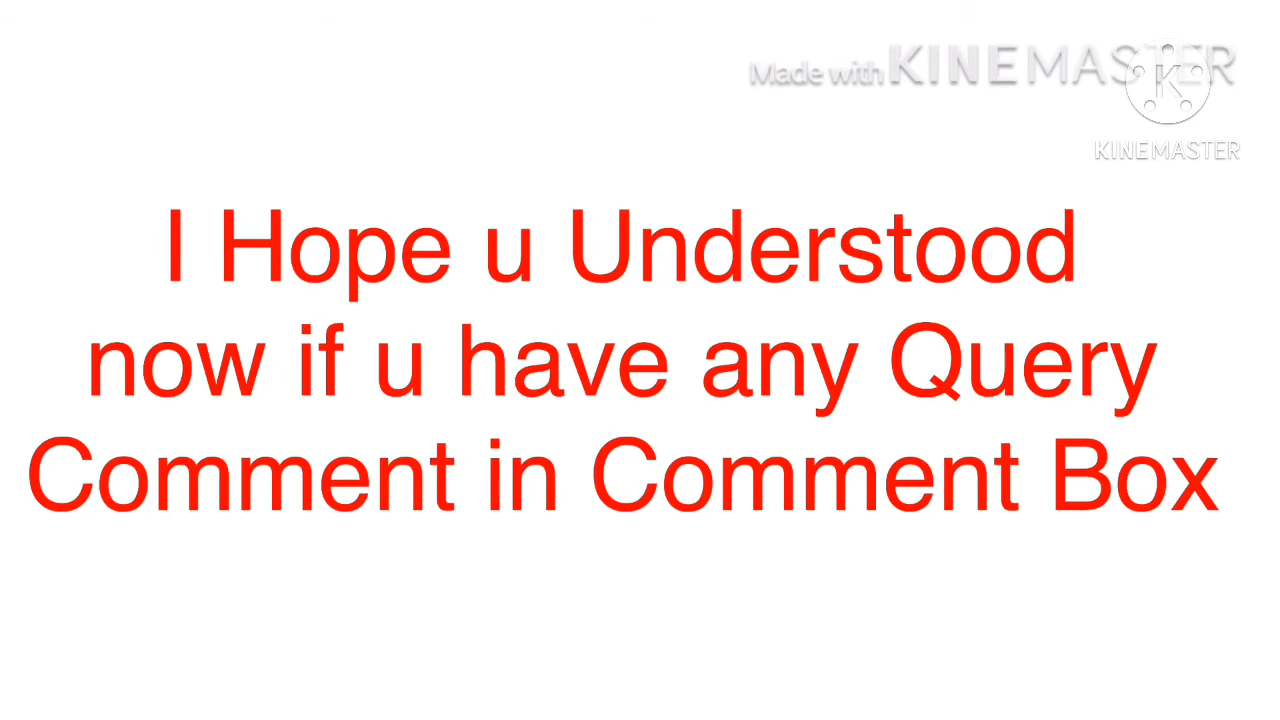 Made with KINEMASTER
K
KINEMASTER
I Hope u Understood
now if u have any Query
Comment in Comment Box